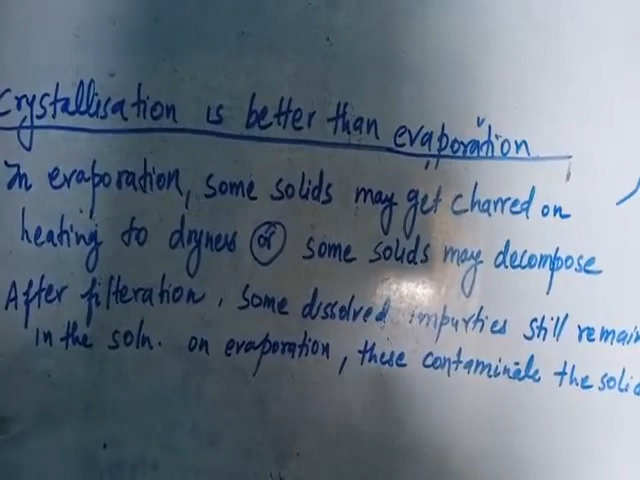 Crystallisation is better than evaporation
In evaporation, some solids may get charred on
heating to dryness or some solids may decompose
After filteration, some dissolved impurties still remain
in the soln. on evaporation, these contaminate the solid